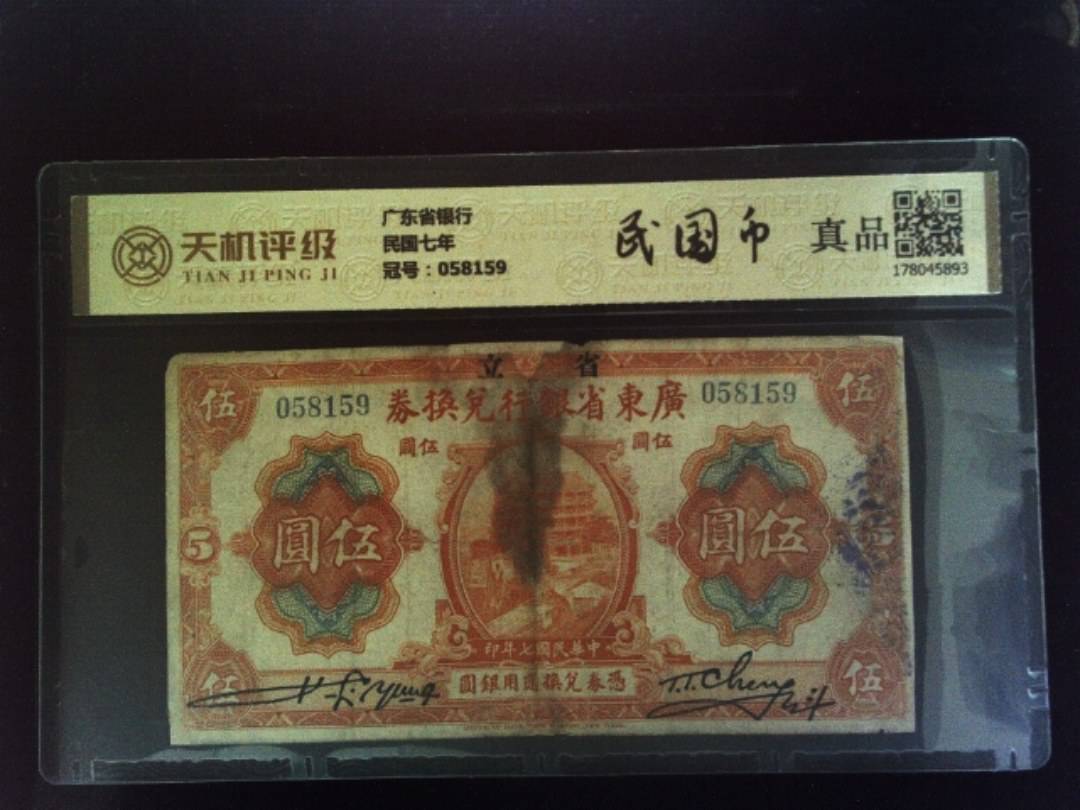 天机评级
TIAN JI PING JI
广东省银行
民国七年
冠号：058159
民国币
真品
178045893
立 省
伍 058159 券換兌行銀省東廣 058159 伍
圓伍 圓伍
圓伍 圓伍
5
印年七國民華中
伍 圓銀用通換兌券憑 伍
T.T. Cheng